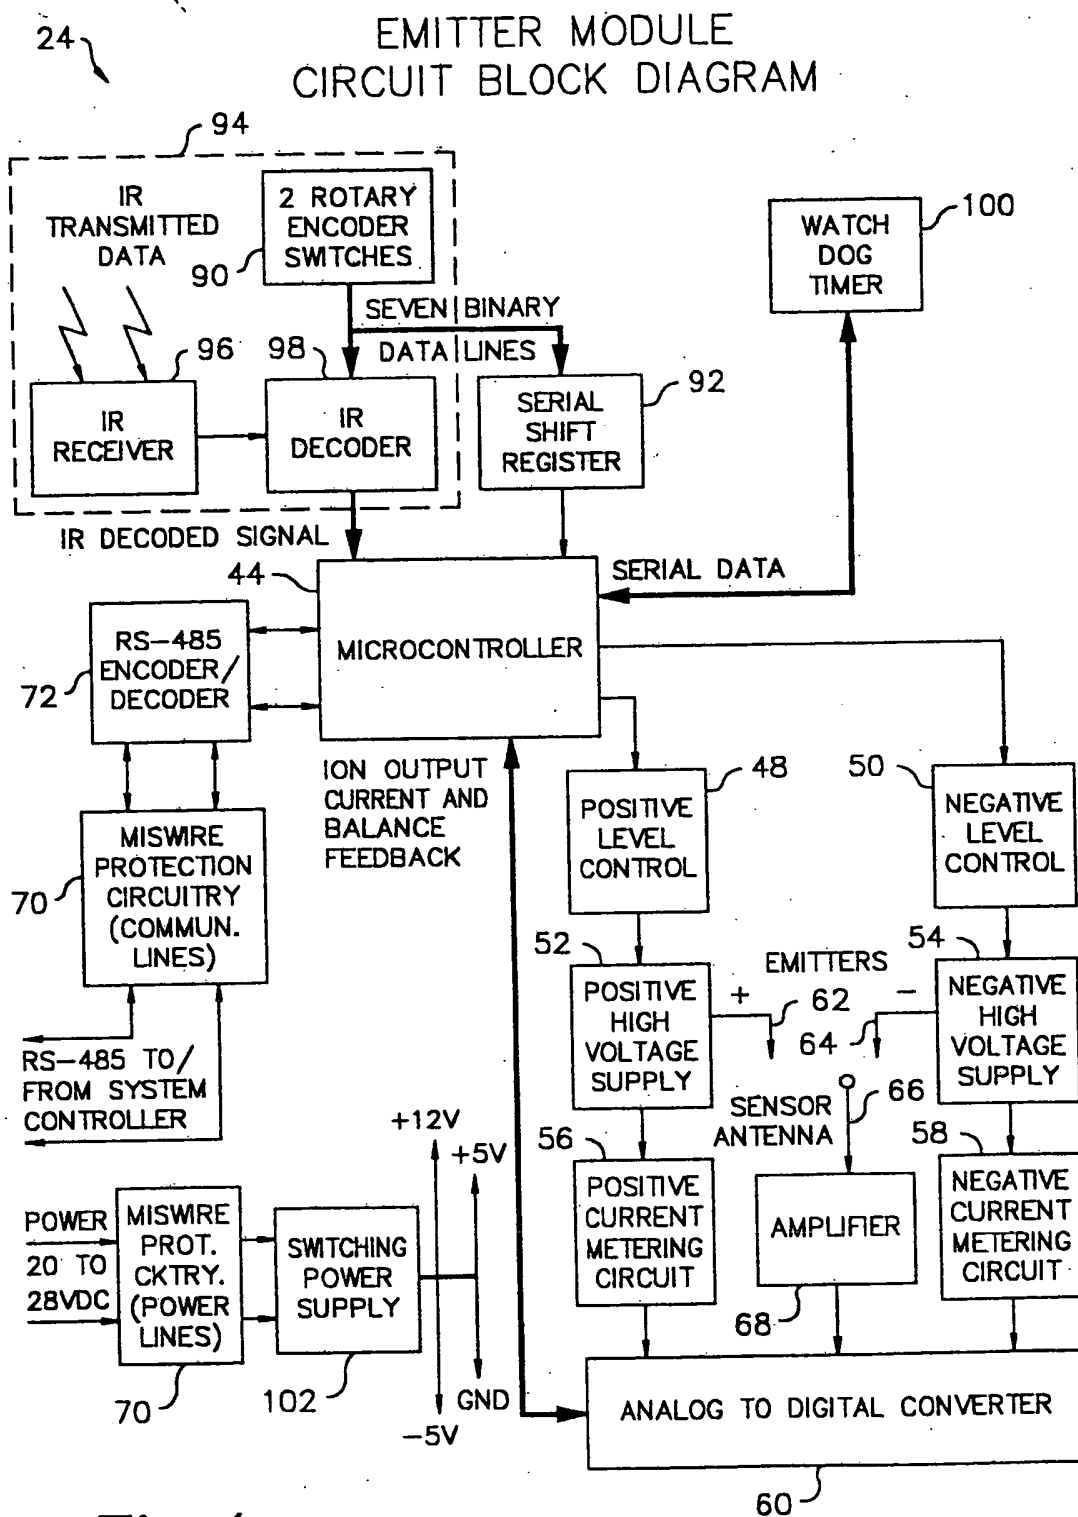 24
EMITTER MODULE
CIRCUIT BLOCK DIAGRAM
94
IR
TRANSMITTED
DATA
2 ROTARY
ENCODER
SWITCHES
90
WATCH
DOG
TIMER
100
SEVEN BINARY
DATA LINES
96
98
92
IR
RECEIVER
IR
DECODER
SERIAL
SHIFT
REGISTER
IR DECODED SIGNAL
44
SERIAL DATA
MICROCONTROLLER
RS-485
ENCODER/
DECODER
72
ION OUTPUT
CURRENT AND
BALANCE
FEEDBACK
48
50
POSITIVE
LEVEL
CONTROL
NEGATIVE
LEVEL
CONTROL
MISWIRE
PROTECTION
CIRCUITRY
(COMMUN.
LINES)
70
52
54
EMITTERS
+
-
62
64
POSITIVE
HIGH
VOLTAGE
SUPPLY
NEGATIVE
HIGH
VOLTAGE
SUPPLY
RS-485 TO/
FROM SYSTEM
CONTROLLER
SENSOR
ANTENNA
66
+12V
+5V
56
58
POSITIVE
CURRENT
METERING
CIRCUIT
AMPLIFIER
68
NEGATIVE
CURRENT
METERING
CIRCUIT
POWER
20 TO
28VDC
MISWIRE
PROT.
CKTRY.
(POWER
LINES)
70
SWITCHING
POWER
SUPPLY
102
GND
-5V
ANALOG TO DIGITAL CONVERTER
60